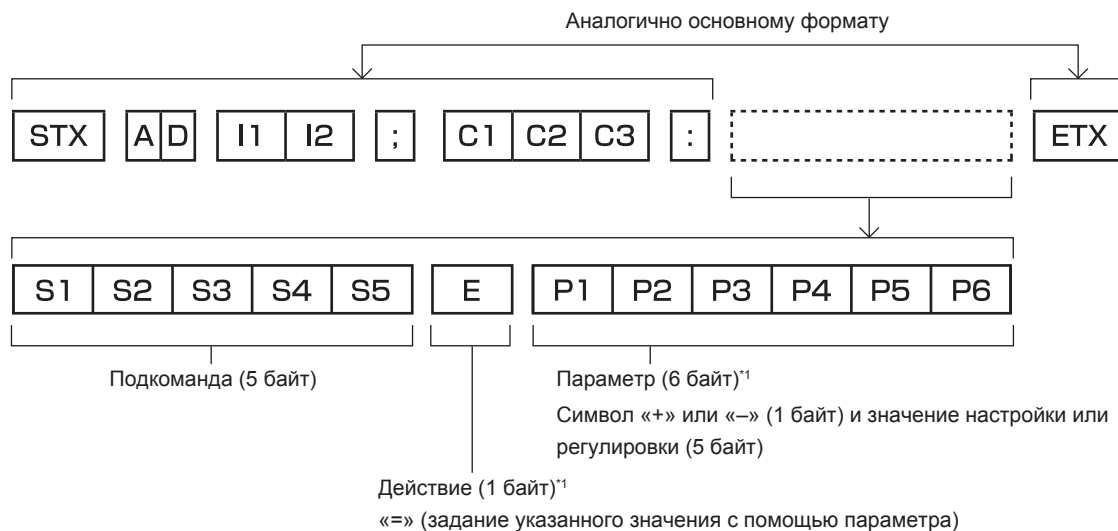 Аналогично основному формату
STX A D I1 I2 ; C1 C2 C3 : ETX
S1 S2 S3 S4 S5 E P1 P2 P3 P4 P5 P6
Подкоманда (5 байт)
Параметр (6 байт)*1
Символ «+» или «–» (1 байт) и значение настройки или
регулировки (5 байт)
Действие (1 байт)*1
«=» (задание указанного значения с помощью параметра)